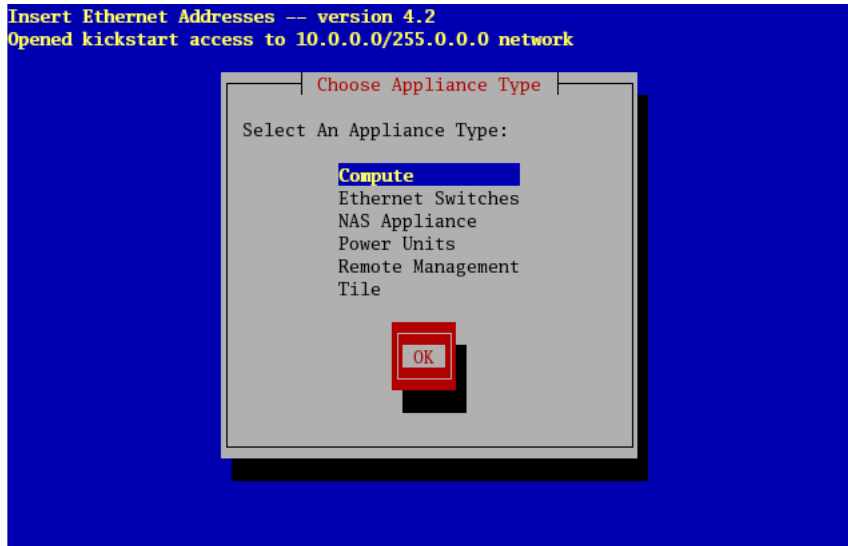 Insert Ethernet Addresses -- version 4.2
Opened kickstart access to 10.0.0.0/255.0.0.0 network
Choose Appliance Type
Select An Appliance Type:
Compute
Ethernet Switches
NAS Appliance
Power Units
Remote Management
Tile
OK